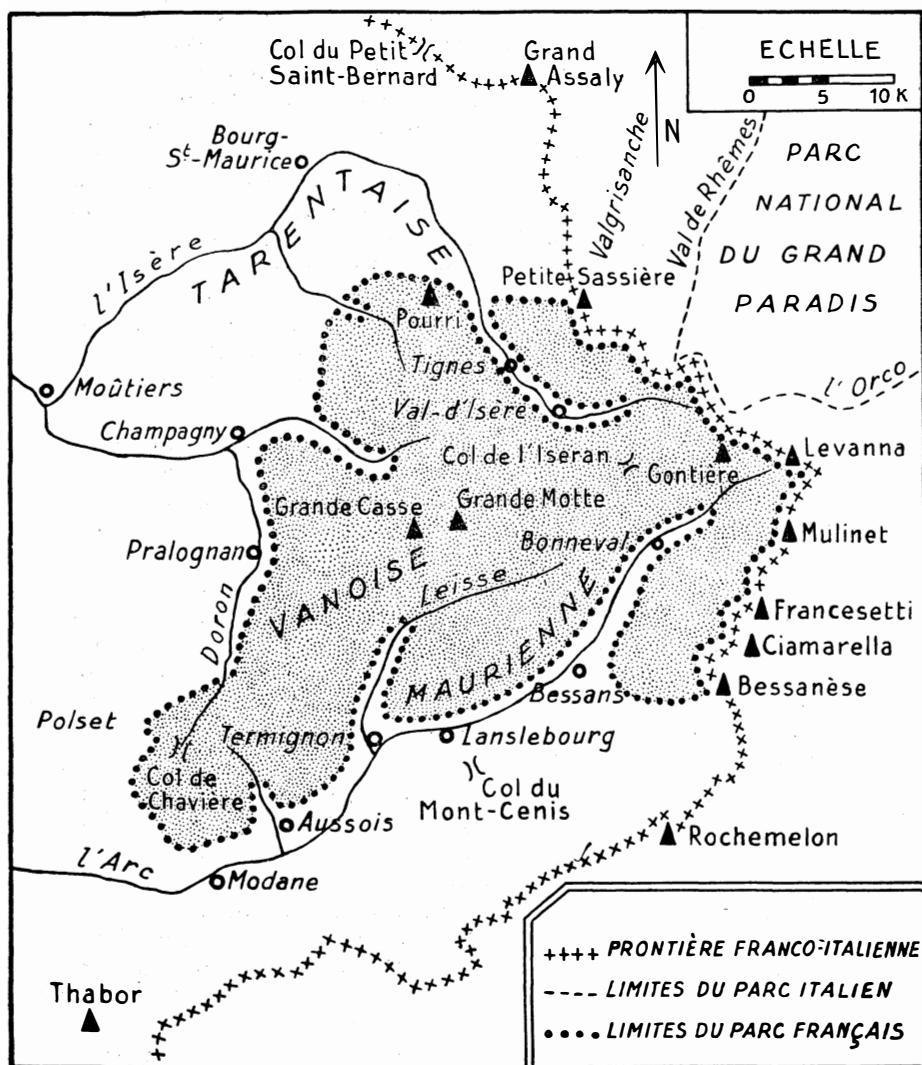 Col du Petit
Saint-Bernard
Grand
Assaly
N
ECHELLE
0 5 10 K
Bourg-
St-Maurice
TARENTAISE
l'Isère
Valgrisanche
Val de Rhêmes
PARC
NATIONAL
DU GRAND
PARADIS
Petite Sassière
Pourri
Tignes
l'Orco
Moûtiers
Val-d'Isère
Champagny
Col de l'Iseran
Gontière
Levanna
Grande Casse
Grande Motte
Pralognan
Bonneval
Mulinet
VANOISE
Leisse
Doron
MAURIENNE
Francesetti
Ciamarella
Bessans
Bessanèse
Polset
Termignon
Lanslebourg
Col de
Chavière
Col du
Mont-Cenis
Aussois
Rochemelon
l'Arc
Modane
Thabor
++++ PRONTIÈRE FRANCO-ITALIENNE
---- LIMITES DU PARC ITALIEN
•••• LIMITES DU PARC FRANÇAIS